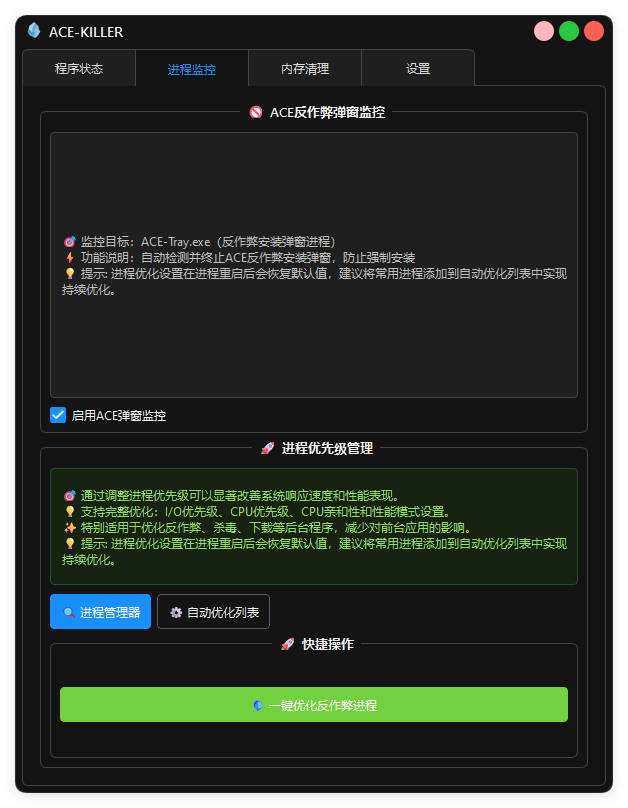 ACE-KILLER
程序状态 进程监控 内存清理 设置
🚫 ACE反作弊弹窗监控
🎯 监控目标：ACE-Tray.exe（反作弊安装弹窗进程）
⚡ 功能说明：自动检测并终止ACE反作弊安装弹窗，防止强制安装
💡 提示: 进程优化设置在进程重启后会恢复默认值，建议将常用进程添加到自动优化列表中实现
持续优化。
启用ACE弹窗监控
🚀 进程优先级管理
🎯 通过调整进程优先级可以显著改善系统响应速度和性能表现。
💡 支持完整优化：I/O优先级、CPU优先级、CPU亲和性和性能模式设置。
✨ 特别适用于优化反作弊、杀毒、下载等后台程序，减少对前台应用的影响。
💡 提示: 进程优化设置在进程重启后会恢复默认值，建议将常用进程添加到自动优化列表中实现
持续优化。
🔍 进程管理器 ⚙️ 自动优化列表
🚀 快捷操作
🛡️ 一键优化反作弊进程